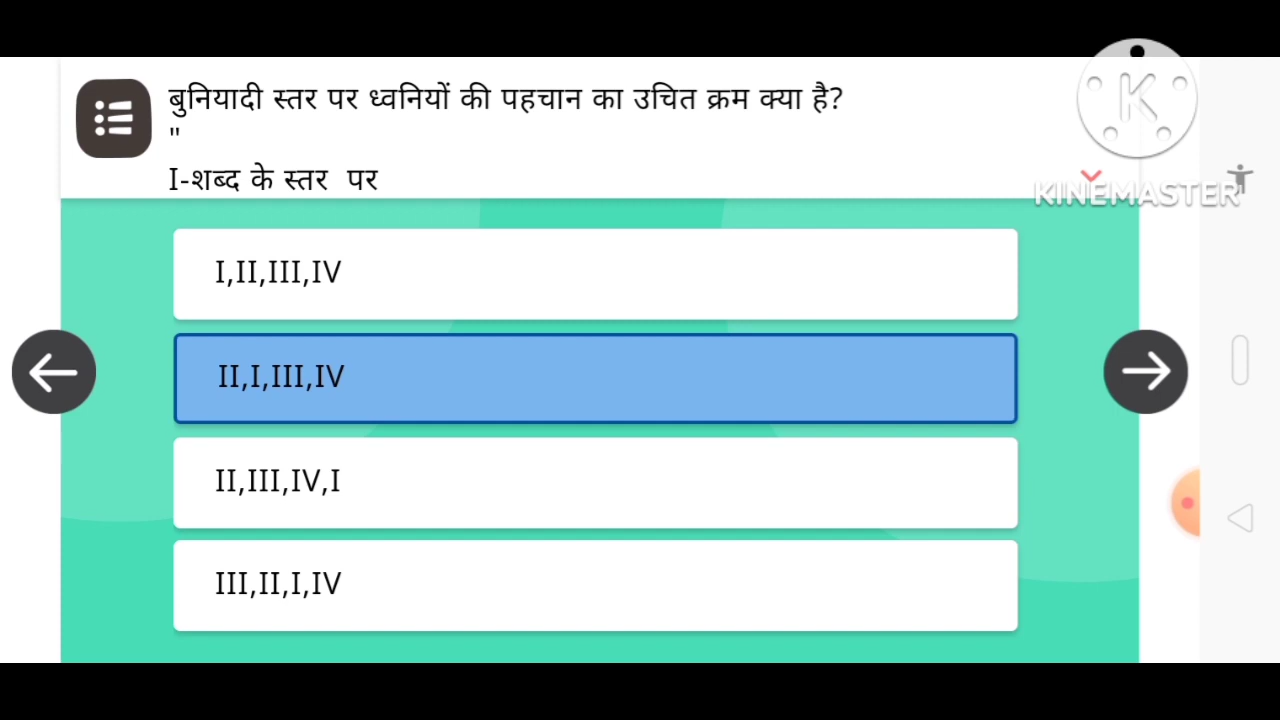 बुनियादी स्तर पर ध्वनियों की पहचान का उचित क्रम क्या है?
"
I-शब्द के स्तर पर
KINEMASTER
I,II,III,IV
II,I,III,IV
II,III,IV,I
III,II,I,IV